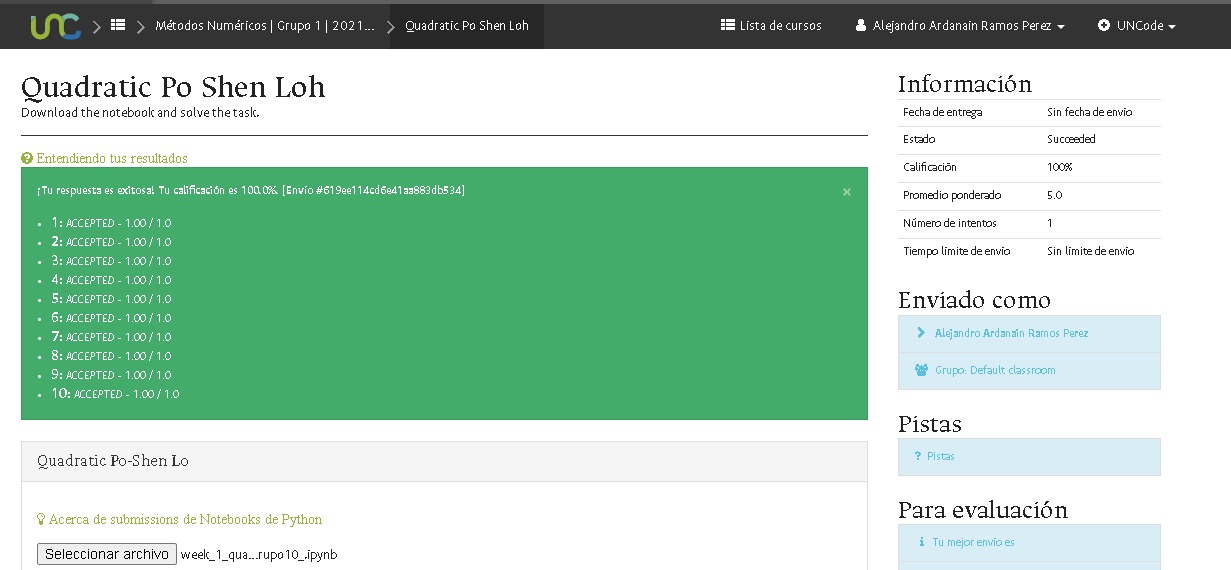 UNC
Métodos Numéricos | Grupo 1 | 2021...
Quadratic Po Shen Loh
Lista de cursos
Alejandro Ardanain Ramos Perez
UNCode
Quadratic Po Shen Loh
Download the notebook and solve the task.
Entendiendo tus resultados
¡Tu respuesta es exitosa! Tu calificación es 100.0%. [Envío #619ee114cd6e41aa883db534]
×
1: ACCEPTED - 1.00 / 1.0
2: ACCEPTED - 1.00 / 1.0
3: ACCEPTED - 1.00 / 1.0
4: ACCEPTED - 1.00 / 1.0
5: ACCEPTED - 1.00 / 1.0
6: ACCEPTED - 1.00 / 1.0
7: ACCEPTED - 1.00 / 1.0
8: ACCEPTED - 1.00 / 1.0
9: ACCEPTED - 1.00 / 1.0
10: ACCEPTED - 1.00 / 1.0
Quadratic Po-Shen Lo
Acerca de submissions de Notebooks de Python
Seleccionar archivo week_1_qua...rupo10_.ipynb
Información
Fecha de entrega Sin fecha de envío
Estado Succeeded
Calificación 100%
Promedio ponderado 5.0
Número de intentos 1
Tiempo límite de envío Sin límite de envío
Enviado como
Alejandro Ardanain Ramos Perez
Grupo: Default classroom
Pistas
? Pistas
Para evaluación
i Tu mejor envío es